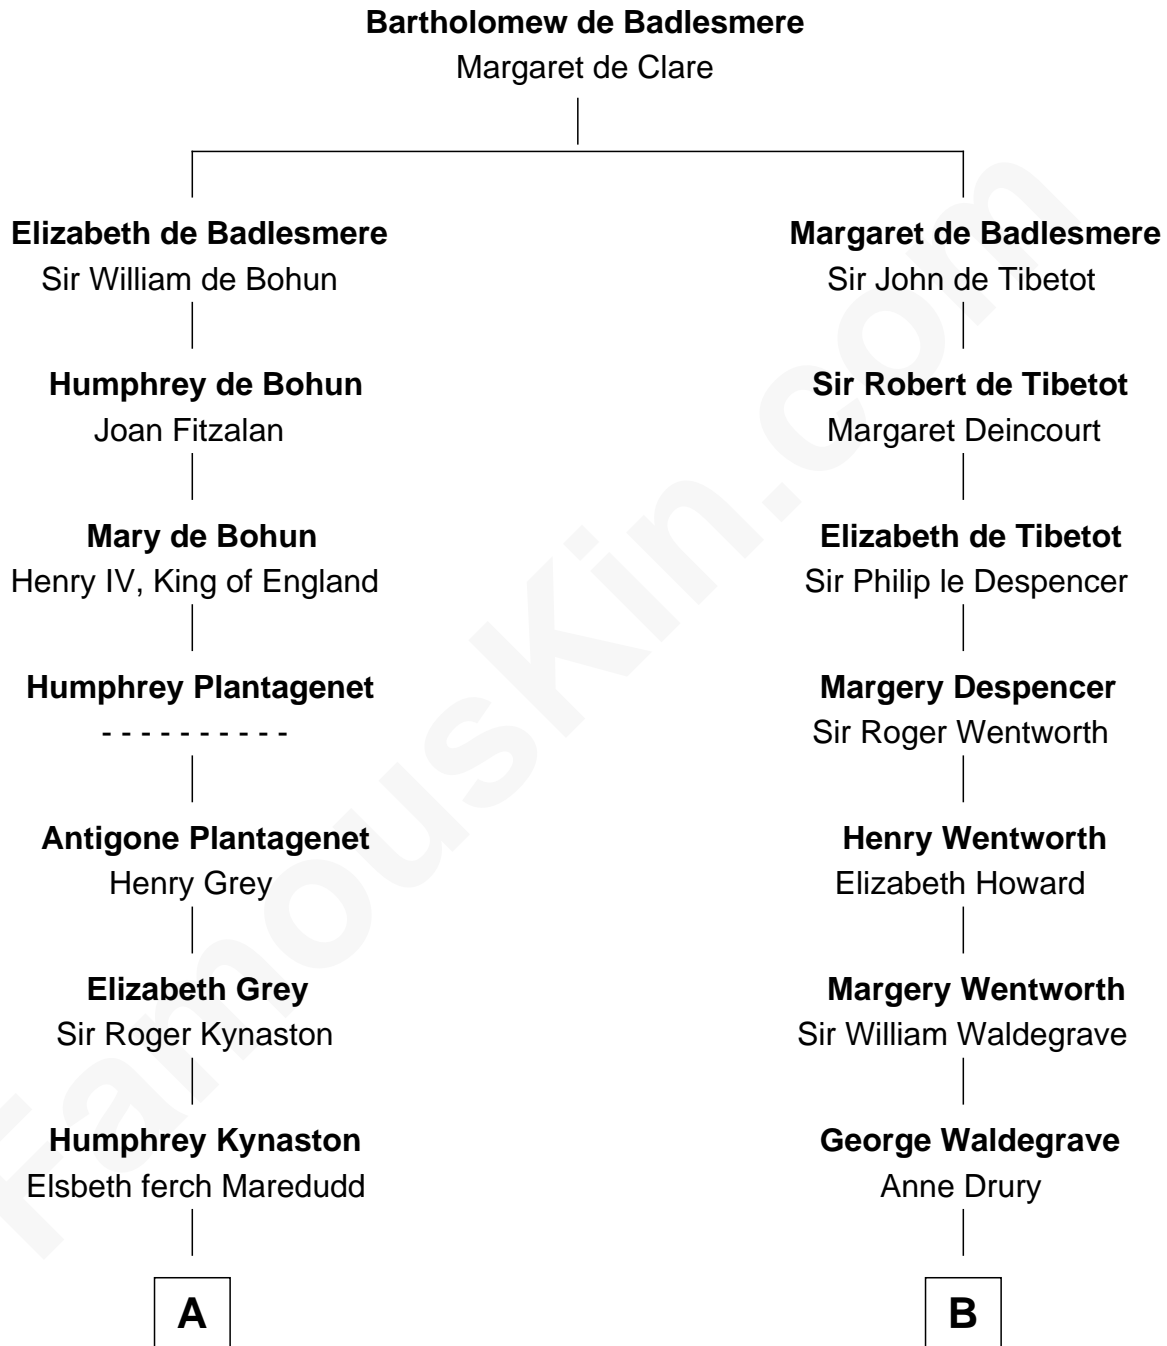 Bartholomew de Badlesmere
Margaret de Clare
Elizabeth de Badlesmere
Sir William de Bohun
Margaret de Badlesmere
Sir John de Tibetot
Humphrey de Bohun
Joan Fitzalan
Sir Robert de Tibetot
Margaret Deincourt
Mary de Bohun
Henry IV, King of England
Elizabeth de Tibetot
Sir Philip le Despencer
Humphrey Plantagenet
- - - - - - - - - -
Margery Despencer
Sir Roger Wentworth
Antigone Plantagenet
Henry Grey
Henry Wentworth
Elizabeth Howard
Elizabeth Grey
Sir Roger Kynaston
Margery Wentworth
Sir William Waldegrave
Humphrey Kynaston
Elsbeth ferch Maredudd
George Waldegrave
Anne Drury
A
B
FamousKin.com